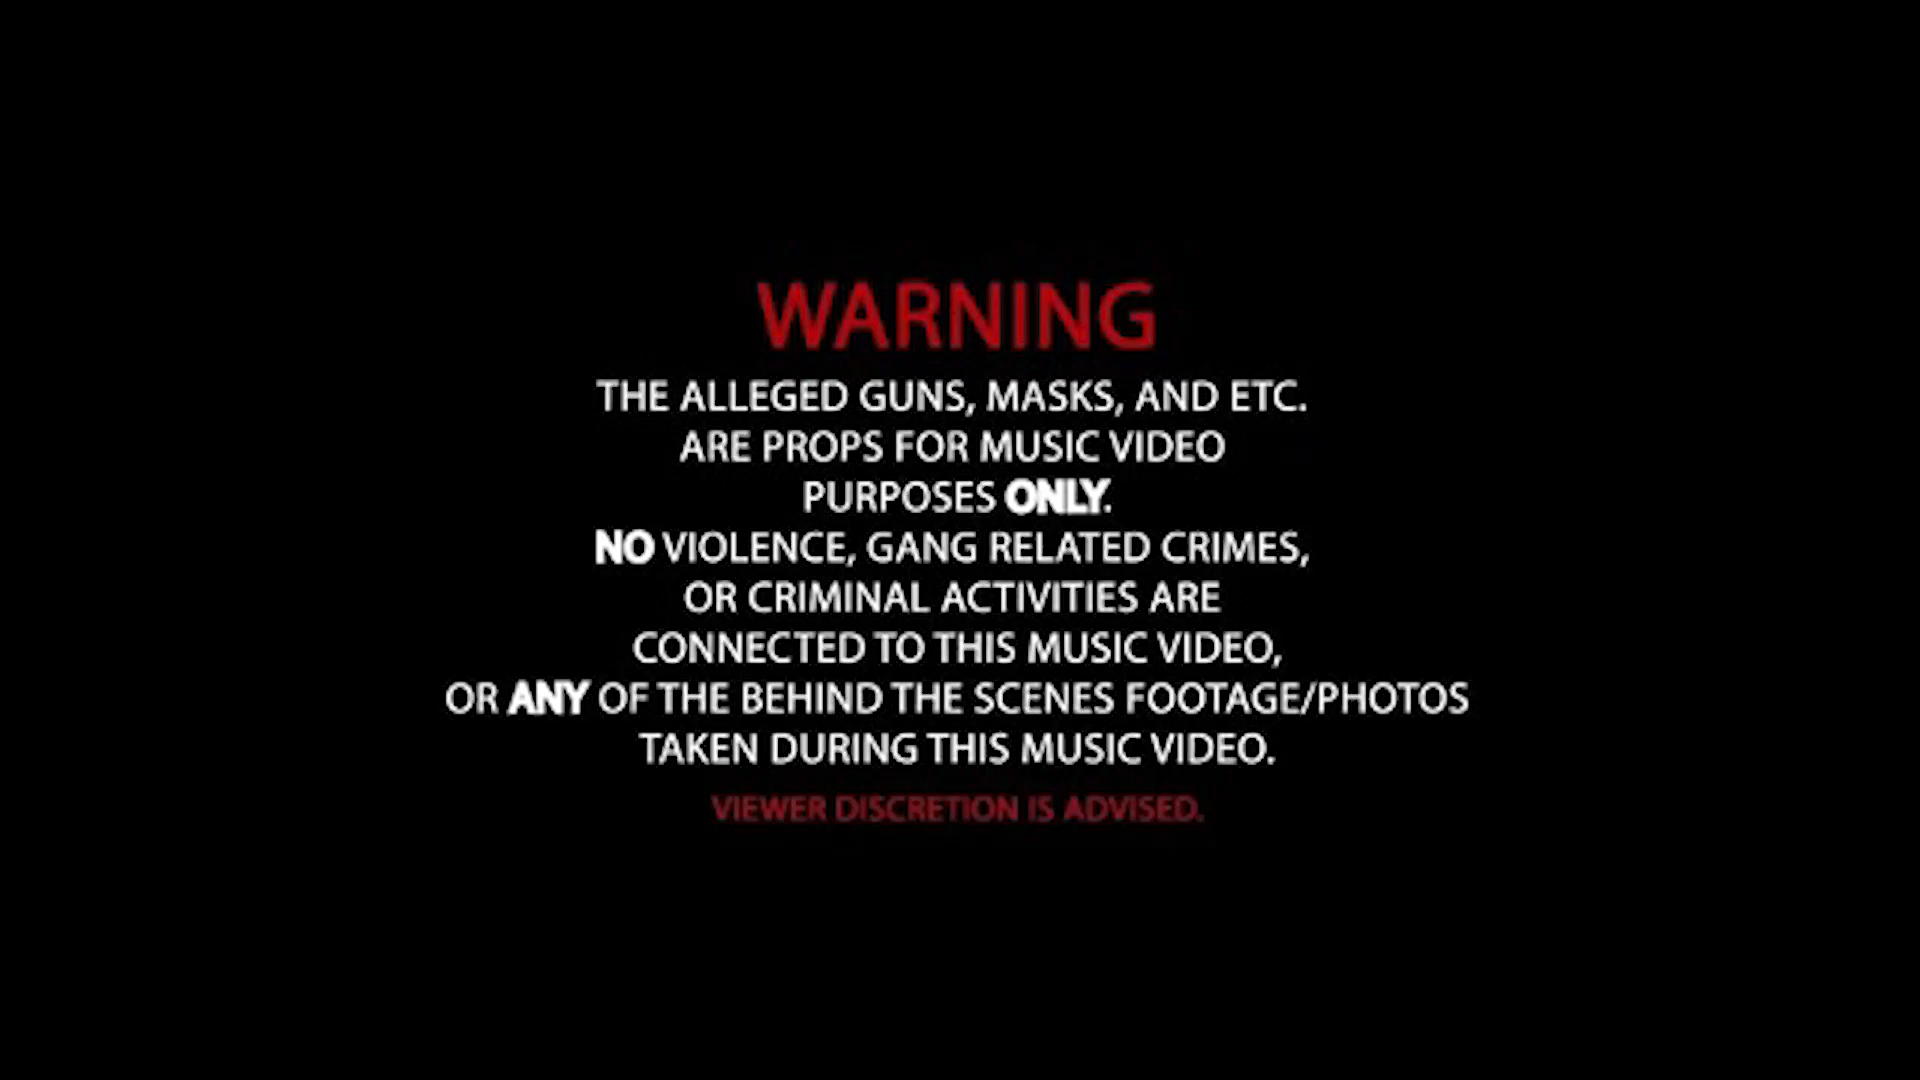 WARNING
THE ALLEGED GUNS, MASKS, AND ETC.
ARE PROPS FOR MUSIC VIDEO
PURPOSES ONLY.
NO VIOLENCE, GANG RELATED CRIMES,
OR CRIMINAL ACTIVITIES ARE
CONNECTED TO THIS MUSIC VIDEO,
OR ANY OF THE BEHIND THE SCENES FOOTAGE/PHOTOS
TAKEN DURING THIS MUSIC VIDEO.
VIEWER DISCRETION IS ADVISED.